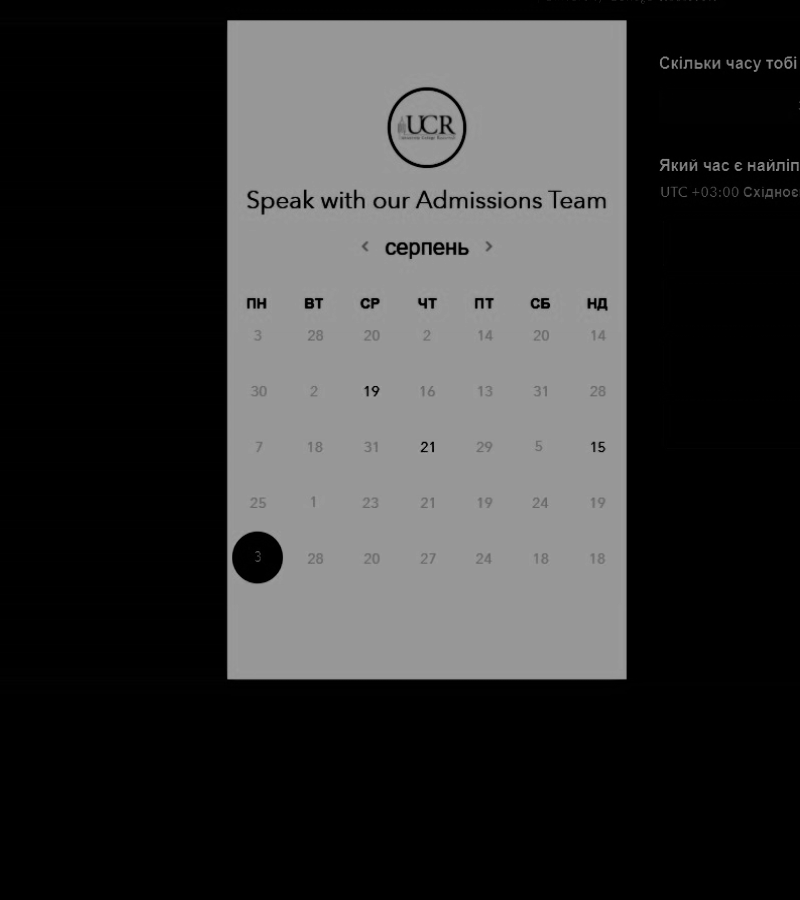 Скільки часу тобі
UCR
Speak with our Admissions Team
Який час є найліп
UTC +03:00 Східноє
< серпень >
ПН ВТ СР ЧТ ПТ СБ НД
3 28 20 2 14 20 14
30 2 19 16 13 31 28
7 18 31 21 29 5 15
25 1 23 21 19 24 19
3 28 20 27 24 18 18